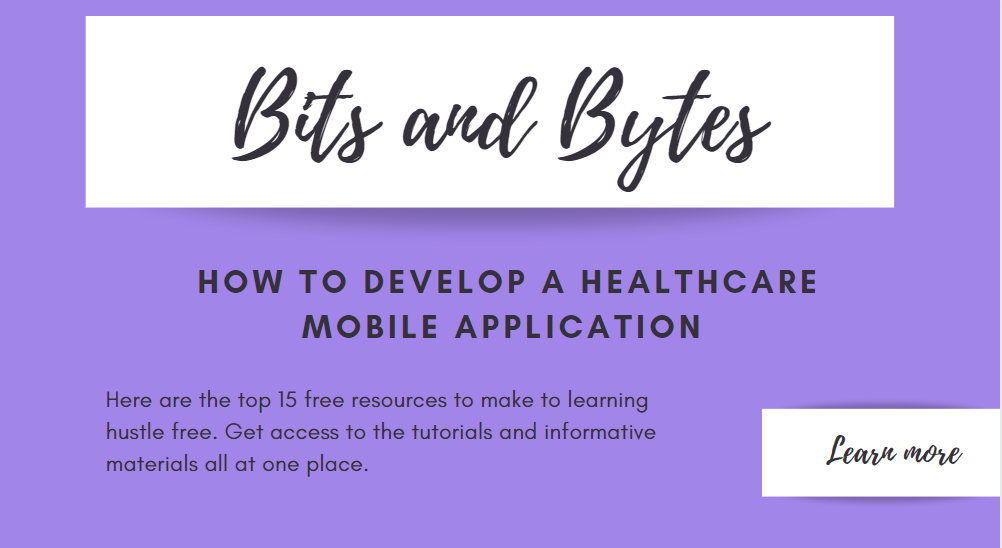 Bits and Bytes
HOW TO DEVELOP A HEALTHCARE
MOBILE APPLICATION
Here are the top 15 free resources to make to learning
hustle free. Get access to the tutorials and informative
materials all at one place.
Learn more